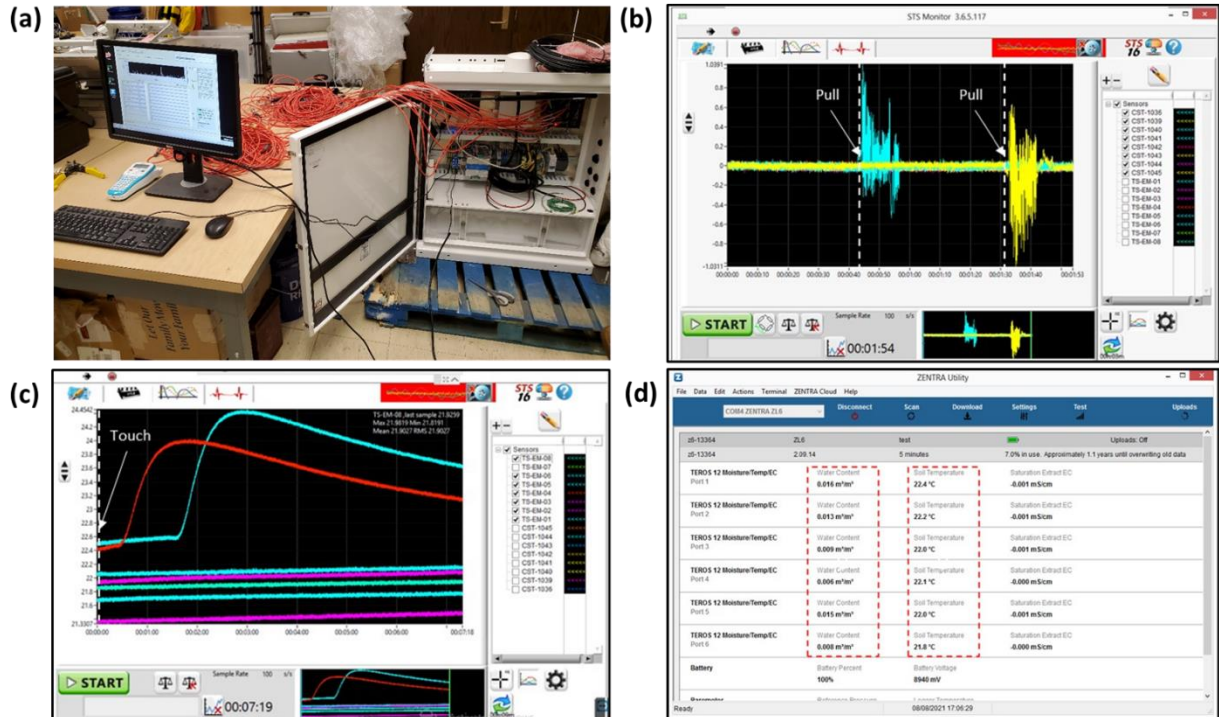 (a)
Let Our
Family Move
Your Family
(b)
STS Monitor 3.6.5.117
STS
16
1.0391
0.8
0.6
0.4
0.2
0
-0.2
-0.4
-0.6
-0.8
-1.0311
Pull
Pull
00:00:00 00:00:10 00:00:20 00:00:30 00:00:40 00:00:50 00:01:00 00:01:10 00:01:20 00:01:30 00:01:40 00:01:53
Sensors
CST-1036
CST-1039
CST-1040
CST-1041
CST-1042
CST-1043
CST-1044
CST-1045
TS-EM-01
TS-EM-02
TS-EM-03
TS-EM-04
TS-EM-05
TS-EM-06
TS-EM-07
TS-EM-08
START
Sample Rate 100 s/s
00:01:54
(c)
STS
16
24.4542
24.2
24
23.8
23.6
23.4
23.2
23
22.8
22.6
22.4
22.2
22
21.8
21.6
21.3307
Touch
TS-EM-08 ,last sample 21.9259
Max 21.9819 Min 21.8191
Mean 21.9027 RMS 21.9027
00:00:00 00:01:00 00:02:00 00:03:00 00:04:00 00:05:00 00:06:00 00:07:18
Sensors
TS-EM-08
TS-EM-07
TS-EM-06
TS-EM-05
TS-EM-04
TS-EM-03
TS-EM-02
TS-EM-01
CST-1045
CST-1044
CST-1043
CST-1042
CST-1041
CST-1040
CST-1039
CST-1036
START
Sample Rate 100 s/s
00:07:19
(d)
ZENTRA Utility
File Data Edit Actions Terminal ZENTRA Cloud Help
COM4 ZENTRA ZL6 Disconnect Scan Download Settings Test Uploads
z6-13364 ZL6 test Uploads: Off
z6-13364 2.09.14 5 minutes 7.0% in use. Approximately 1.1 years until overwriting old data
TEROS 12 Moisture/Temp/EC Water Content Soil Temperature Saturation Extract EC
Port 1 0.016 m³/m³ 22.4 °C -0.001 mS/cm
TEROS 12 Moisture/Temp/EC Water Content Soil Temperature Saturation Extract EC
Port 2 0.013 m³/m³ 22.2 °C -0.001 mS/cm
TEROS 12 Moisture/Temp/EC Water Content Soil Temperature Saturation Extract EC
Port 3 0.009 m³/m³ 22.0 °C -0.001 mS/cm
TEROS 12 Moisture/Temp/EC Water Content Soil Temperature Saturation Extract EC
Port 4 0.006 m³/m³ 22.1 °C -0.000 mS/cm
TEROS 12 Moisture/Temp/EC Water Content Soil Temperature Saturation Extract EC
Port 5 0.015 m³/m³ 22.0 °C -0.001 mS/cm
TEROS 12 Moisture/Temp/EC Water Content Soil Temperature Saturation Extract EC
Port 6 0.008 m³/m³ 21.8 °C -0.000 mS/cm
Battery Battery Percent Battery Voltage
100% 8940 mV
Ready 08/08/2021 17:06:29